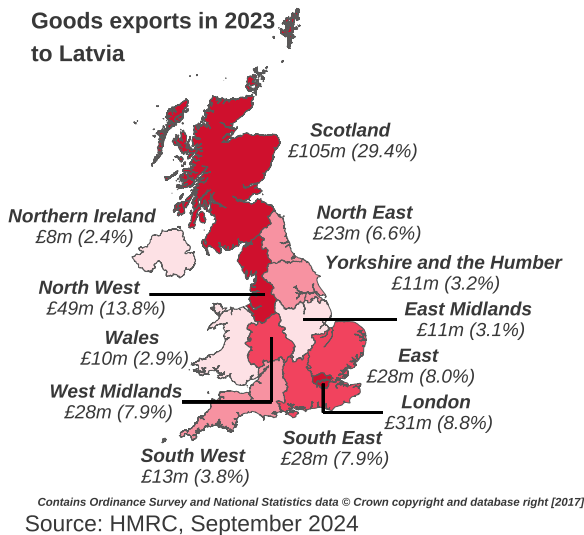 Goods exports in 2023
to Latvia
Scotland
£105m (29.4%)
Northern Ireland
£8m (2.4%)
North East
£23m (6.6%)
Yorkshire and the Humber
£11m (3.2%)
North West
£49m (13.8%)
East Midlands
£11m (3.1%)
Wales
£10m (2.9%)
East
£28m (8.0%)
West Midlands
£28m (7.9%)
London
£31m (8.8%)
South East
£28m (7.9%)
South West
£13m (3.8%)
Contains Ordinance Survey and National Statistics data © Crown copyright and database right [2017]
Source: HMRC, September 2024